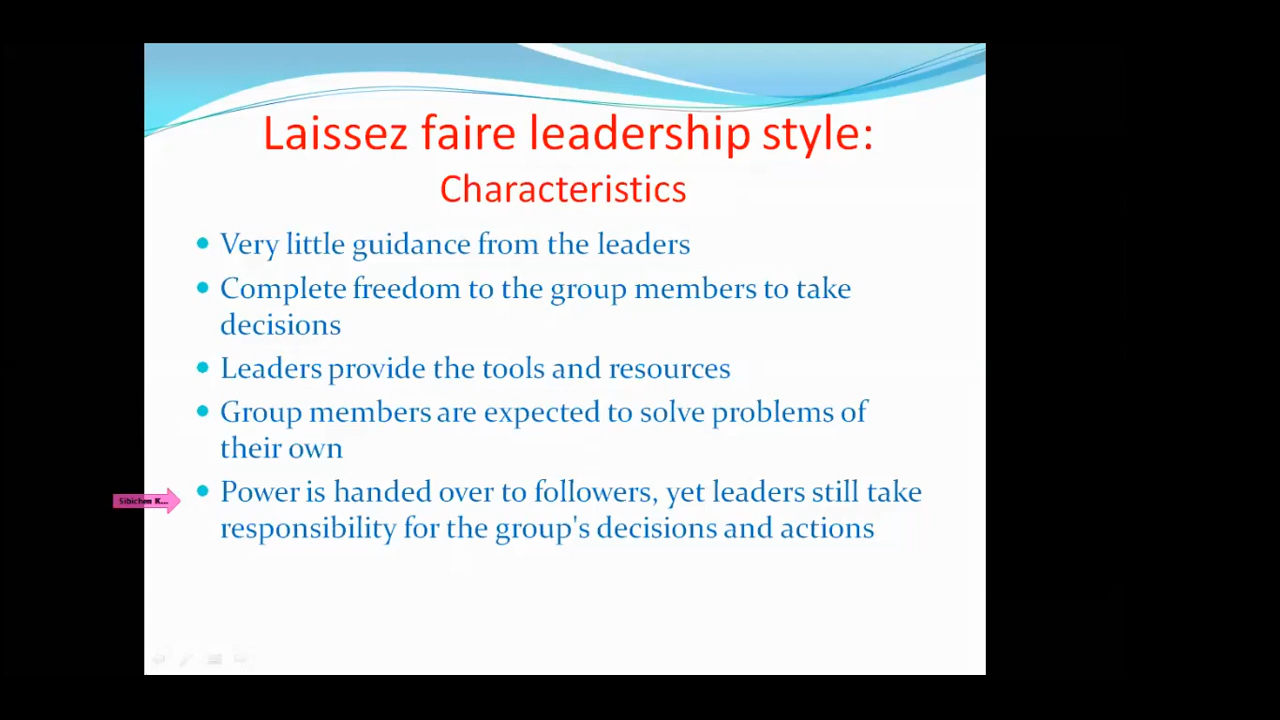 Laissez faire leadership style:
Characteristics
Very little guidance from the leaders
Complete freedom to the group members to take
decisions
Leaders provide the tools and resources
Group members are expected to solve problems of
their own
Sibichen K...
Power is handed over to followers, yet leaders still take
responsibility for the group's decisions and actions